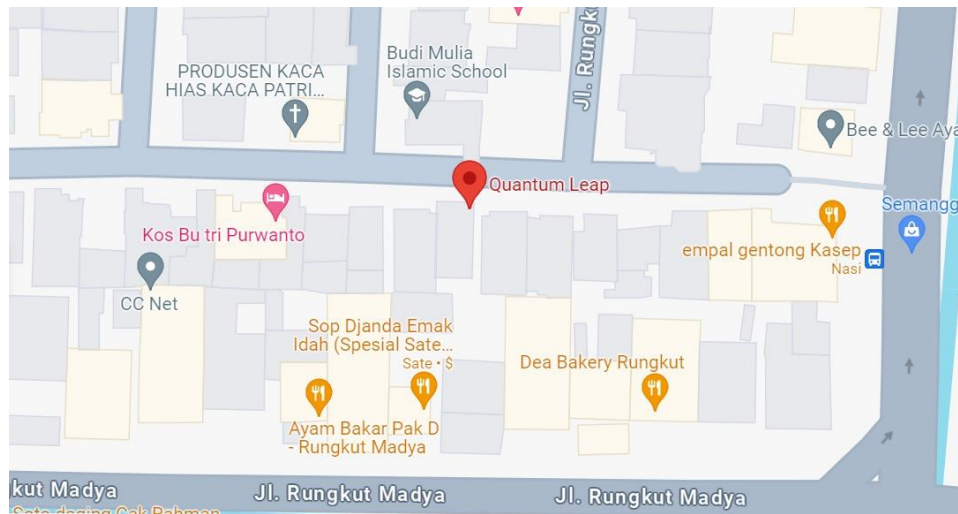 Budi Mulia
Islamic School
PRODUSEN KACA
HIAS KACA PATRI...
Jl. Rungk
Bee & Lee Aya
Quantum Leap
Semangg
Kos Bu tri Purwanto
empal gentong Kasep
Nasi
CC Net
Sop Djanda Emak
Idah (Spesial Sate...
Sate • $
Dea Bakery Rungkut
Ayam Bakar Pak D
- Rungkut Madya
kut Madya
Jl. Rungkut Madya
Jl. Rungkut Madya